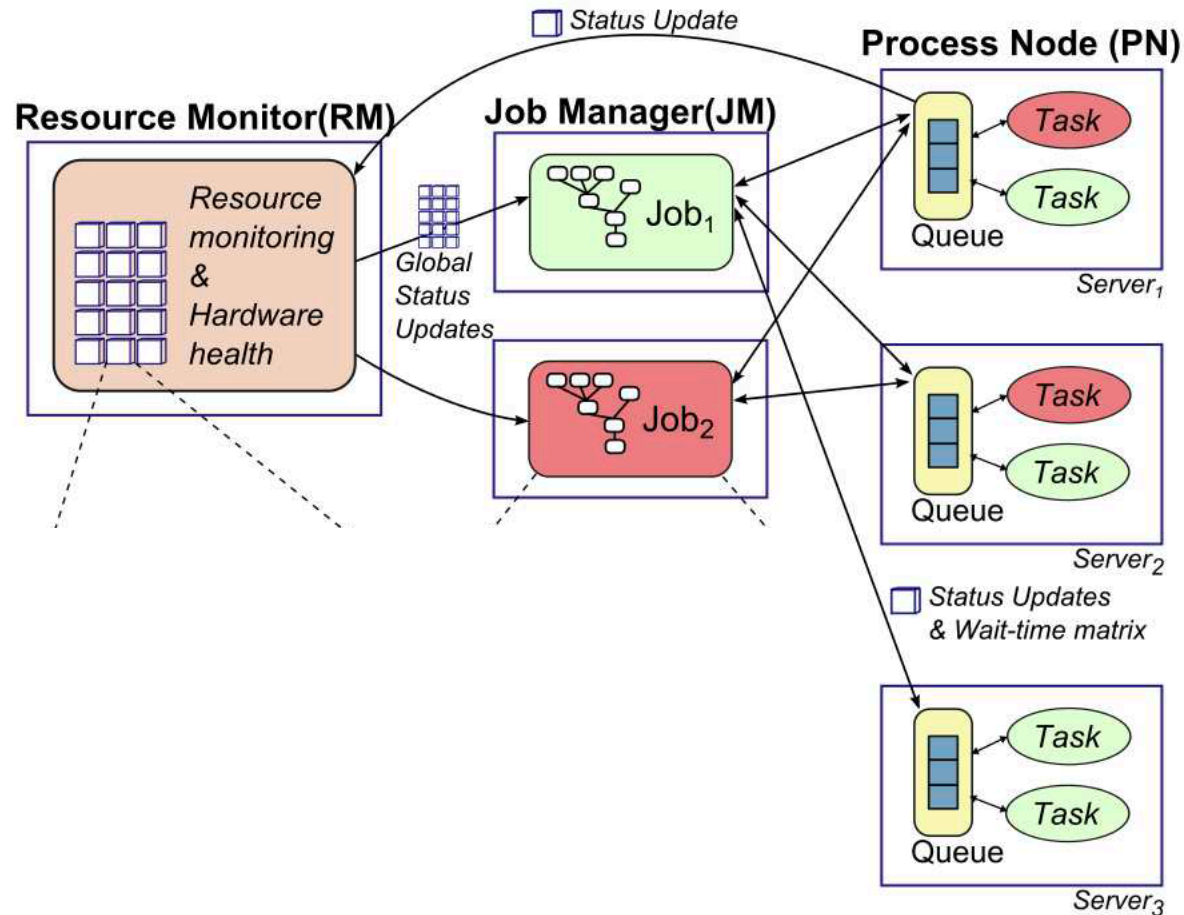 Status Update
Process Node (PN)
Resource Monitor(RM)
Job Manager(JM)
Resource
monitoring
&
Hardware
health
Global
Status
Updates
Job1
Job2
Task
Task
Queue
Server1
Task
Task
Queue
Server2
Status Updates
& Wait-time matrix
Task
Task
Queue
Server3